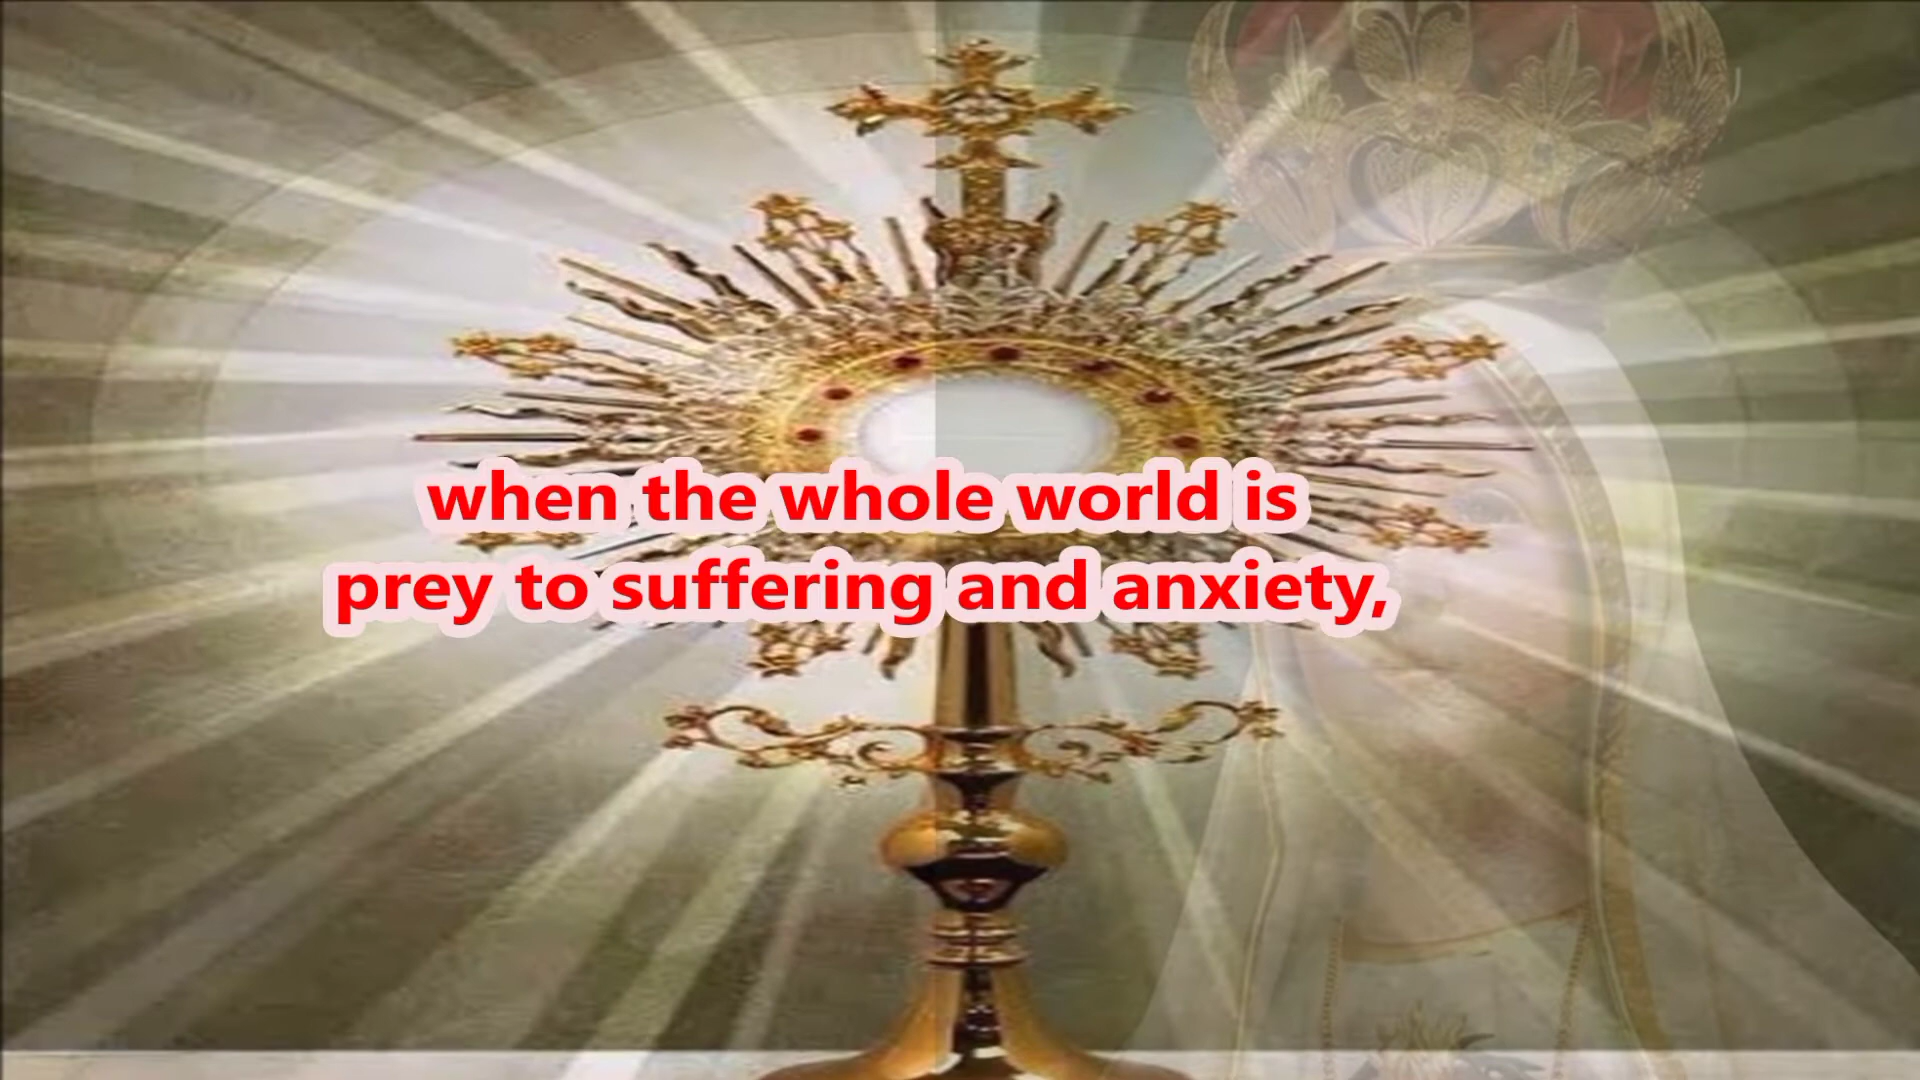 when the whole world is
prey to suffering and anxiety,